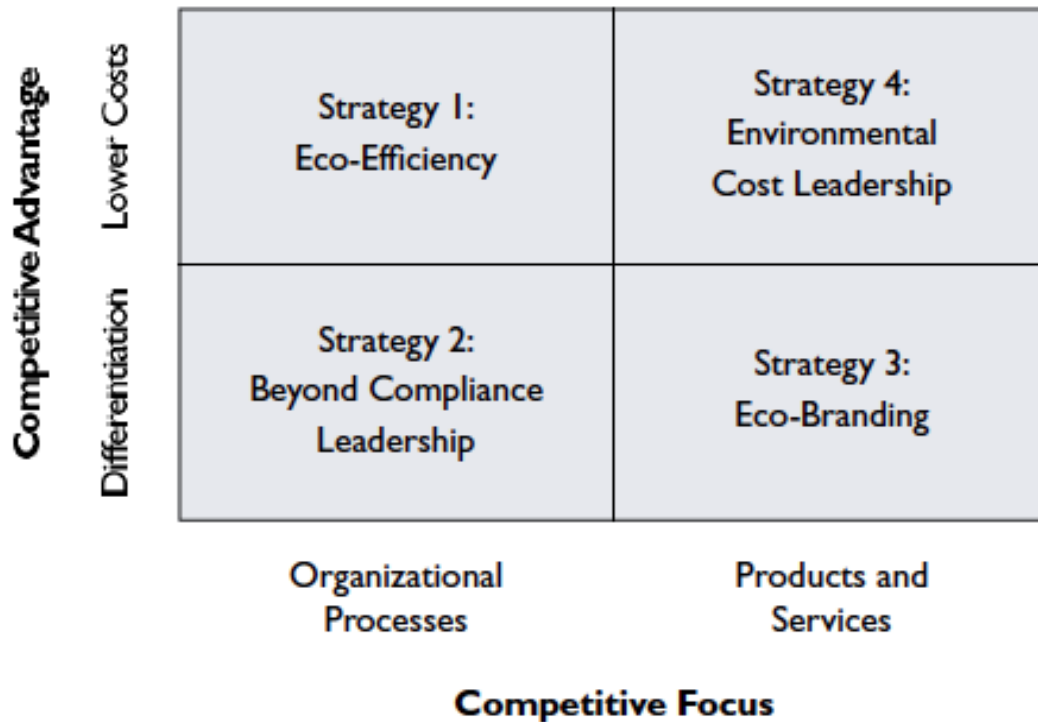 Competitive Advantage
Lower Costs
Differentiation
Strategy 1:
Eco-Efficiency
Strategy 4:
Environmental
Cost Leadership
Strategy 2:
Beyond Compliance
Leadership
Strategy 3:
Eco-Branding
Organizational
Processes
Products and
Services
Competitive Focus